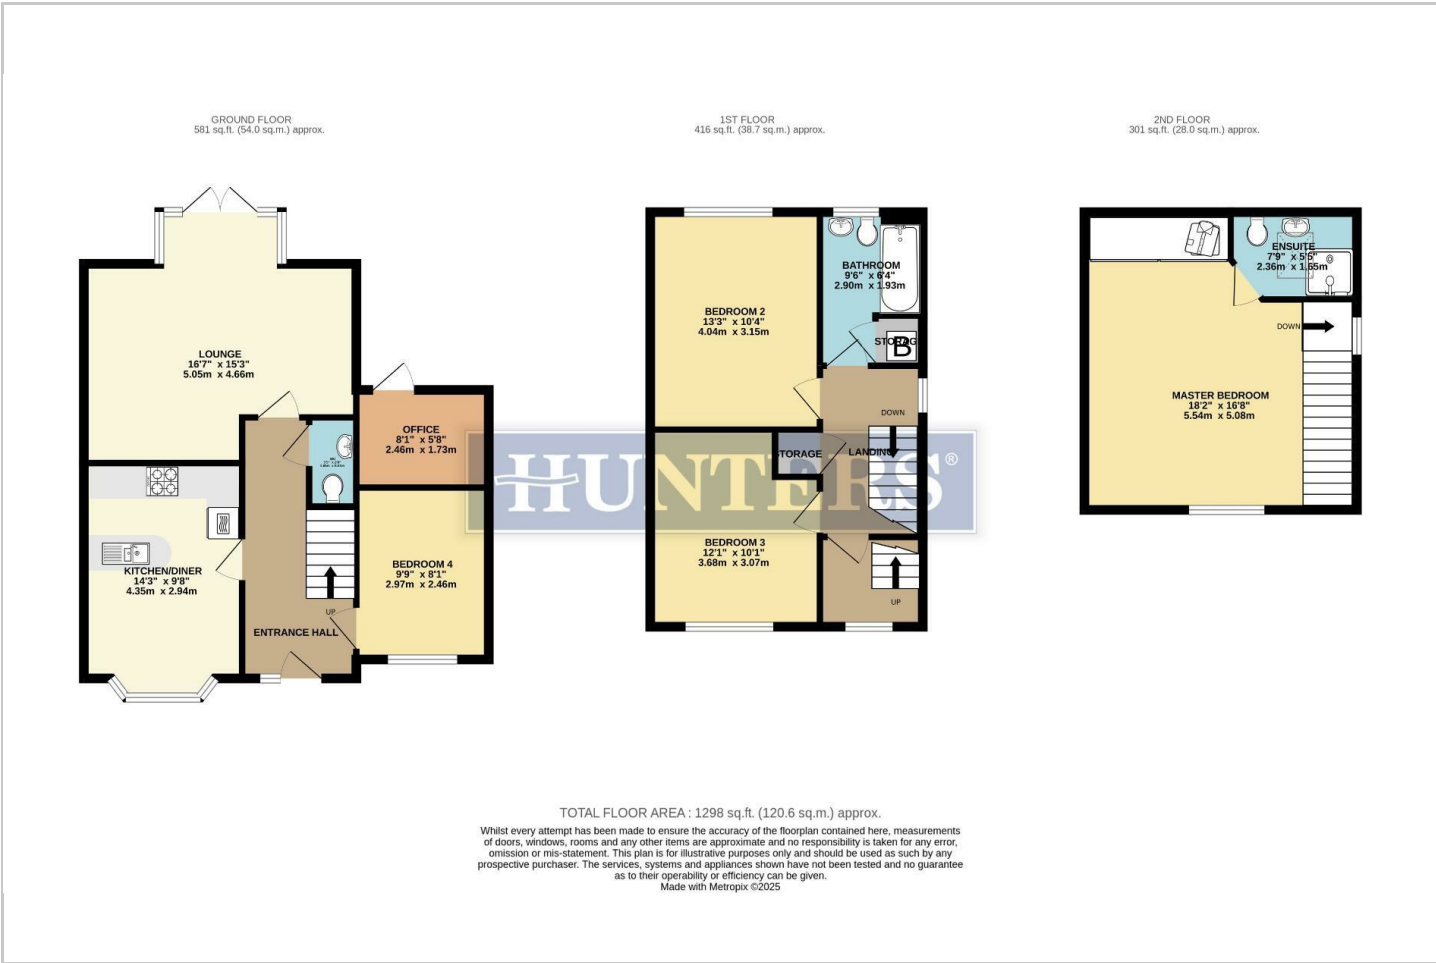 GROUND FLOOR
581 sq.ft. (54.0 sq.m.) approx.
1ST FLOOR
416 sq.ft. (38.7 sq.m.) approx.
2ND FLOOR
301 sq.ft. (28.0 sq.m.) approx.
LOUNGE
16'7" x 15'3"
5.05m x 4.66m
OFFICE
8'1" x 5'8"
2.46m x 1.73m
KITCHEN/DINER
14'3" x 9'8"
4.35m x 2.94m
BEDROOM 4
9'9" x 8'1"
2.97m x 2.46m
UP
ENTRANCE HALL
BEDROOM 2
13'3" x 10'4"
4.04m x 3.15m
BATHROOM
9'6" x 6'4"
2.90m x 1.93m
STORAG
B
DOWN
STORAGE
LANDING
BEDROOM 3
12'1" x 10'1"
3.68m x 3.07m
UP
ENSUITE
7'9" x 5'5"
2.36m x 1.65m
DOWN
MASTER BEDROOM
18'2" x 16'8"
5.54m x 5.08m
HUNTERS®
TOTAL FLOOR AREA : 1298 sq.ft. (120.6 sq.m.) approx.
Whilst every attempt has been made to ensure the accuracy of the floorplan contained here, measurements
of doors, windows, rooms and any other items are approximate and no responsibility is taken for any error,
omission or mis-statement. This plan is for illustrative purposes only and should be used as such by any
prospective purchaser. The services, systems and appliances shown have not been tested and no guarantee
as to their operability or efficiency can be given.
Made with Metropix ©2025